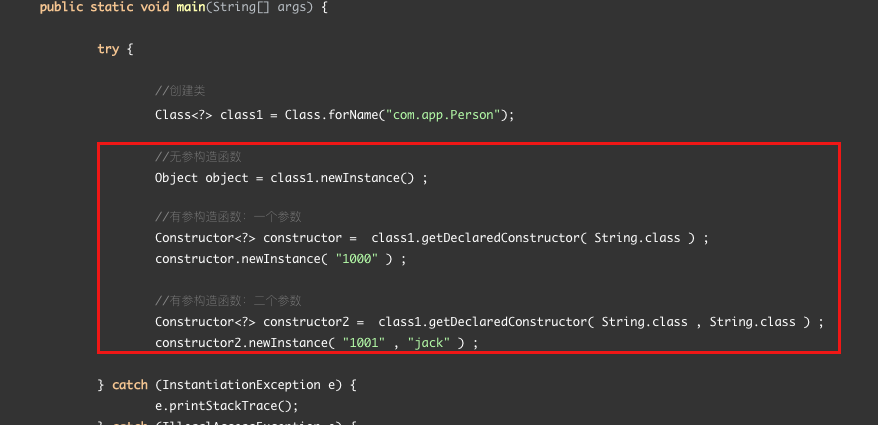 public static void main(String[] args) {
try {
//创建类
Class<?> class1 = Class.forName("com.app.Person");
//无参构造函数
Object object = class1.newInstance() ;
//有参构造函数：一个参数
Constructor<?> constructor =  class1.getDeclaredConstructor( String.class ) ;
constructor.newInstance( "1000" ) ;
//有参构造函数：二个参数
Constructor<?> constructor2 =  class1.getDeclaredConstructor( String.class , String.class ) ;
constructor2.newInstance( "1001" , "jack" ) ;
} catch (InstantiationException e) {
e.printStackTrace();
} catch (IllegalAccessException e) {